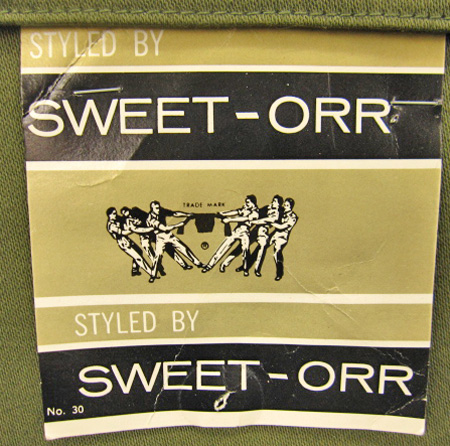 STYLED BY
SWEET-ORR
TRADE MARK
®
STYLED BY
SWEET-ORR
No. 30